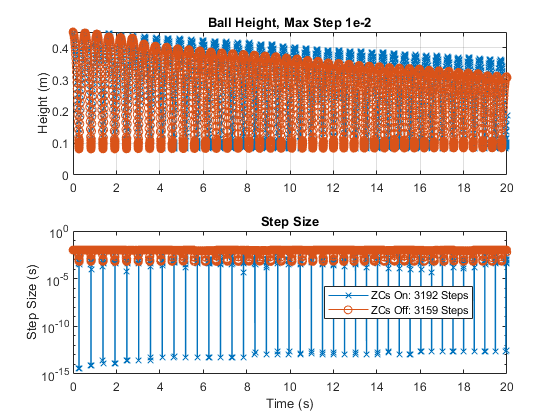 Ball Height, Max Step 1e-2
Height (m)
0.4
0.3
0.2
0.1
0
0 2 4 6 8 10 12 14 16 18 20
Step Size
Step Size (s)
10^0
10^-5
10^-10
10^-15
ZCs On: 3192 Steps
ZCs Off: 3159 Steps
0 2 4 6 8 10 12 14 16 18 20
Time (s)